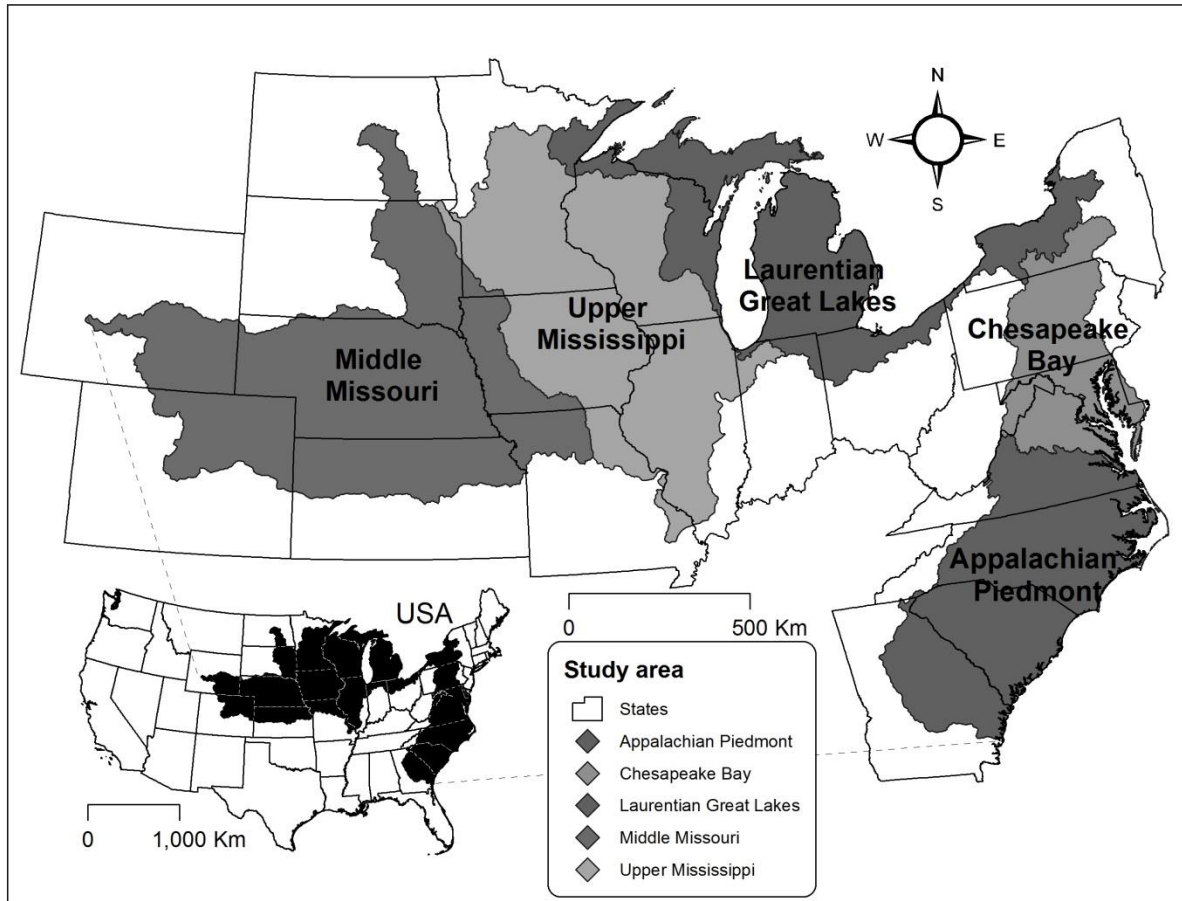 N
W
E
S
Laurentian
Great Lakes
Upper
Mississippi
Chesapeake
Bay
Middle
Missouri
Appalachian
Piedmont
USA
0
500 Km
Study area
States
Appalachian Piedmont
Chesapeake Bay
Laurentian Great Lakes
Middle Missouri
Upper Mississippi
0
1,000 Km